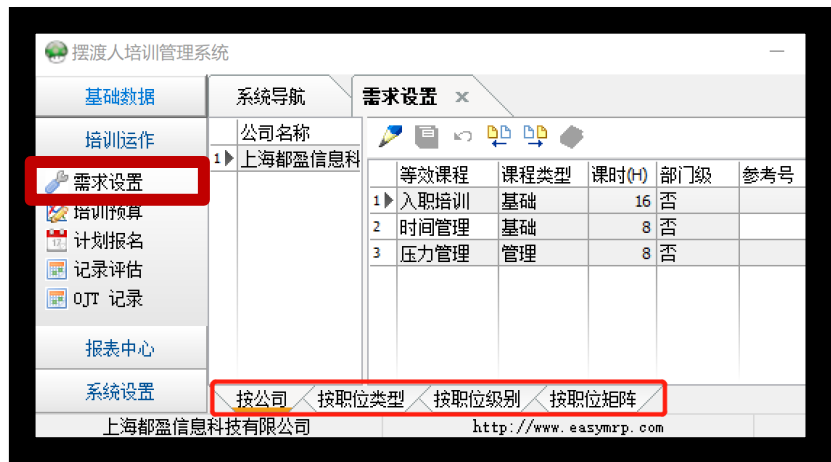 摆渡人培训管理系统
基础数据
系统导航
需求设置 ×
培训运作
公司名称
1 上海都盈信息科
等效课程 课程类型 课时(H) 部门级 参考号
1 入职培训 基础 16 否
2 时间管理 基础 8 否
3 压力管理 管理 8 否
需求设置
培训预算
计划报名
记录评估
OJT 记录
报表中心
系统设置
按公司 按职位类型 按职位级别 按职位矩阵
上海都盈信息科技有限公司
http://www.easymrp.com